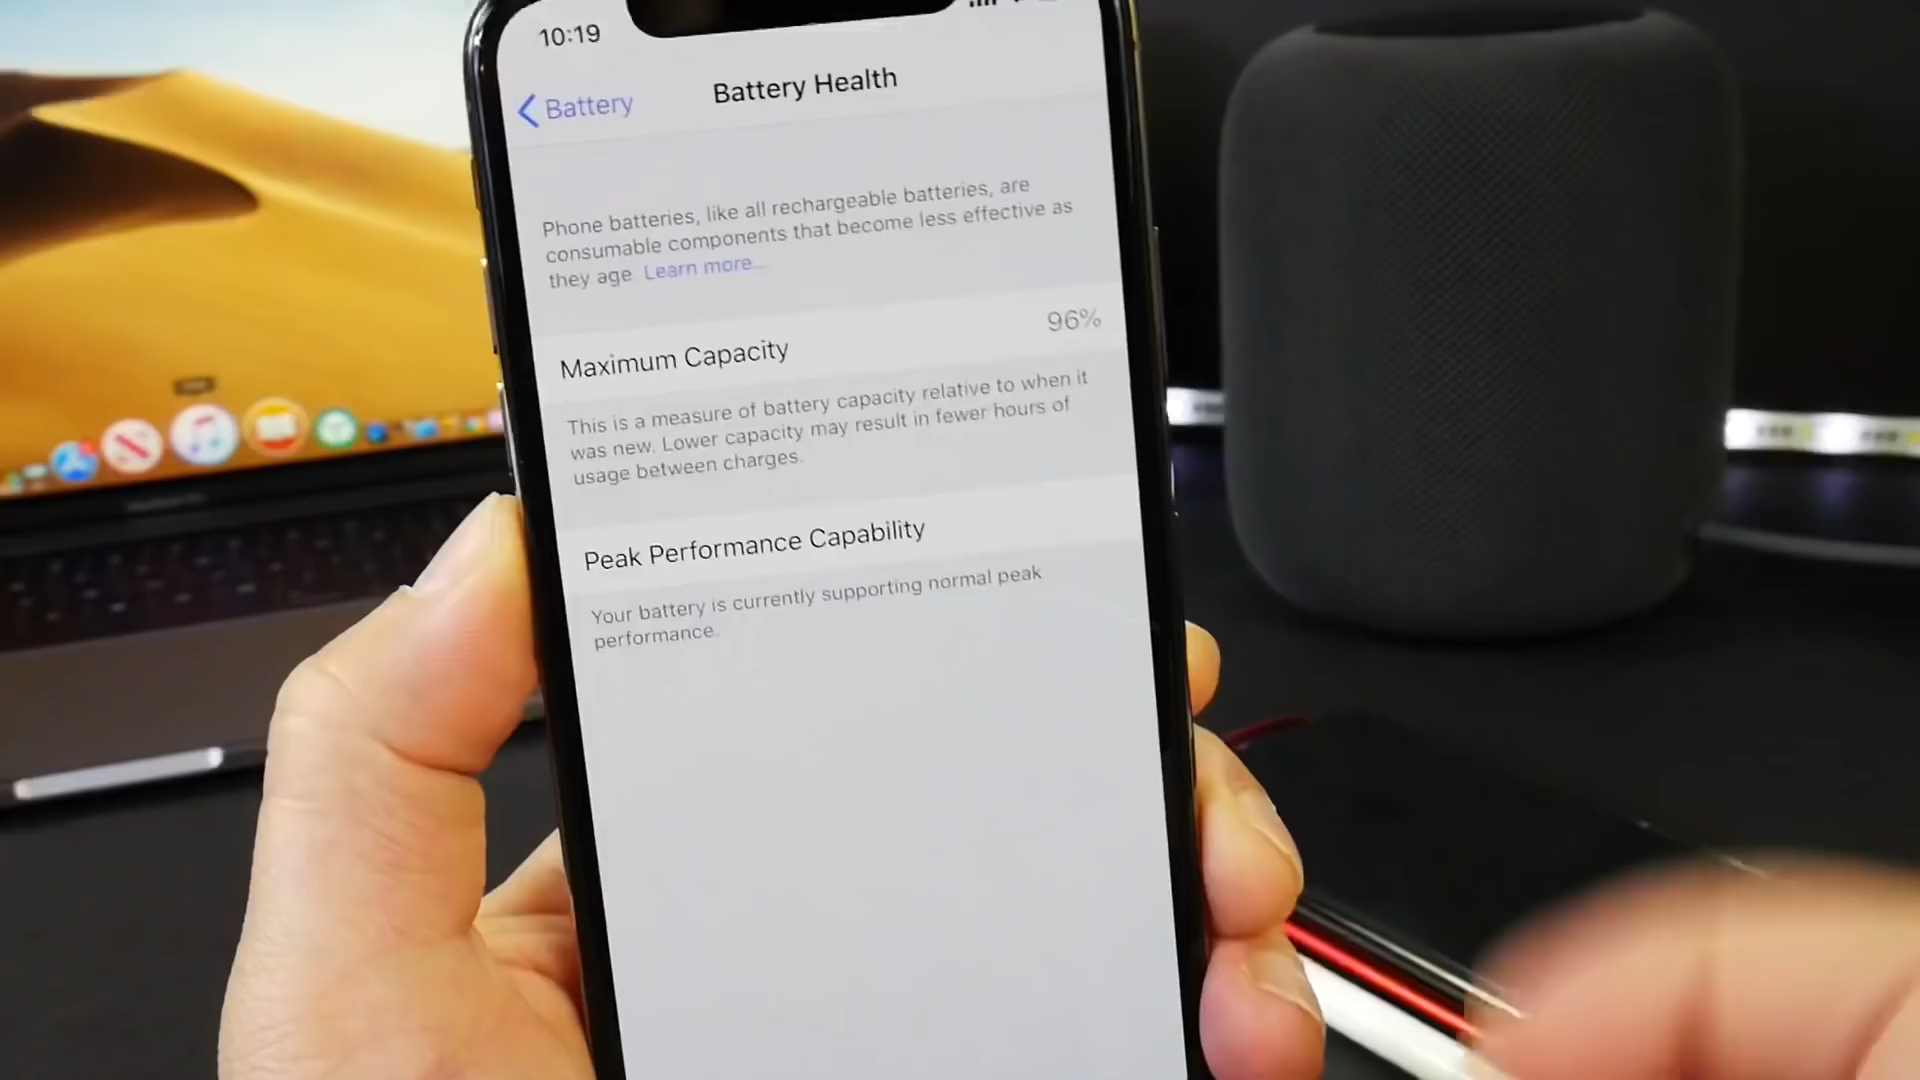 10:19
Battery
Battery Health
Phone batteries, like all rechargeable batteries, are
consumable components that become less effective as
they age. Learn more...
Maximum Capacity
96%
This is a measure of battery capacity relative to when it
was new. Lower capacity may result in fewer hours of
usage between charges.
Peak Performance Capability
Your battery is currently supporting normal peak
performance.